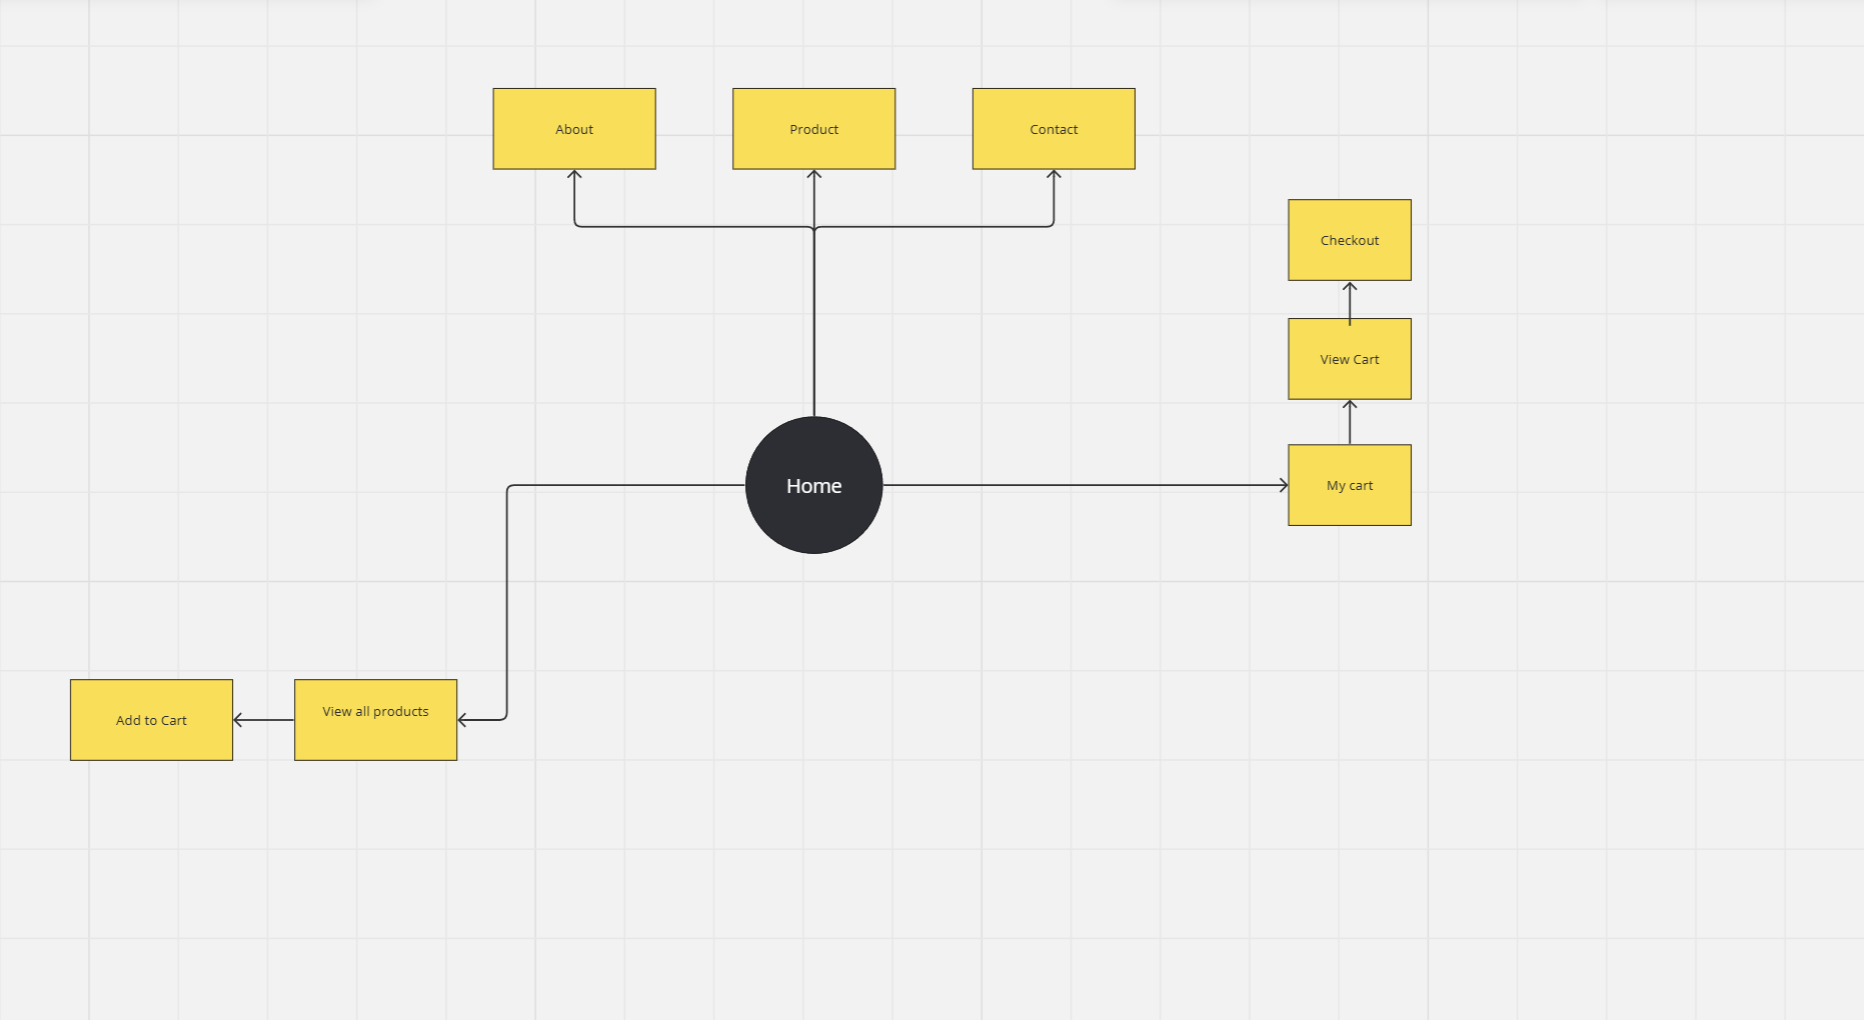 About
Product
Contact
Checkout
View Cart
Home
My cart
View all products
Add to Cart